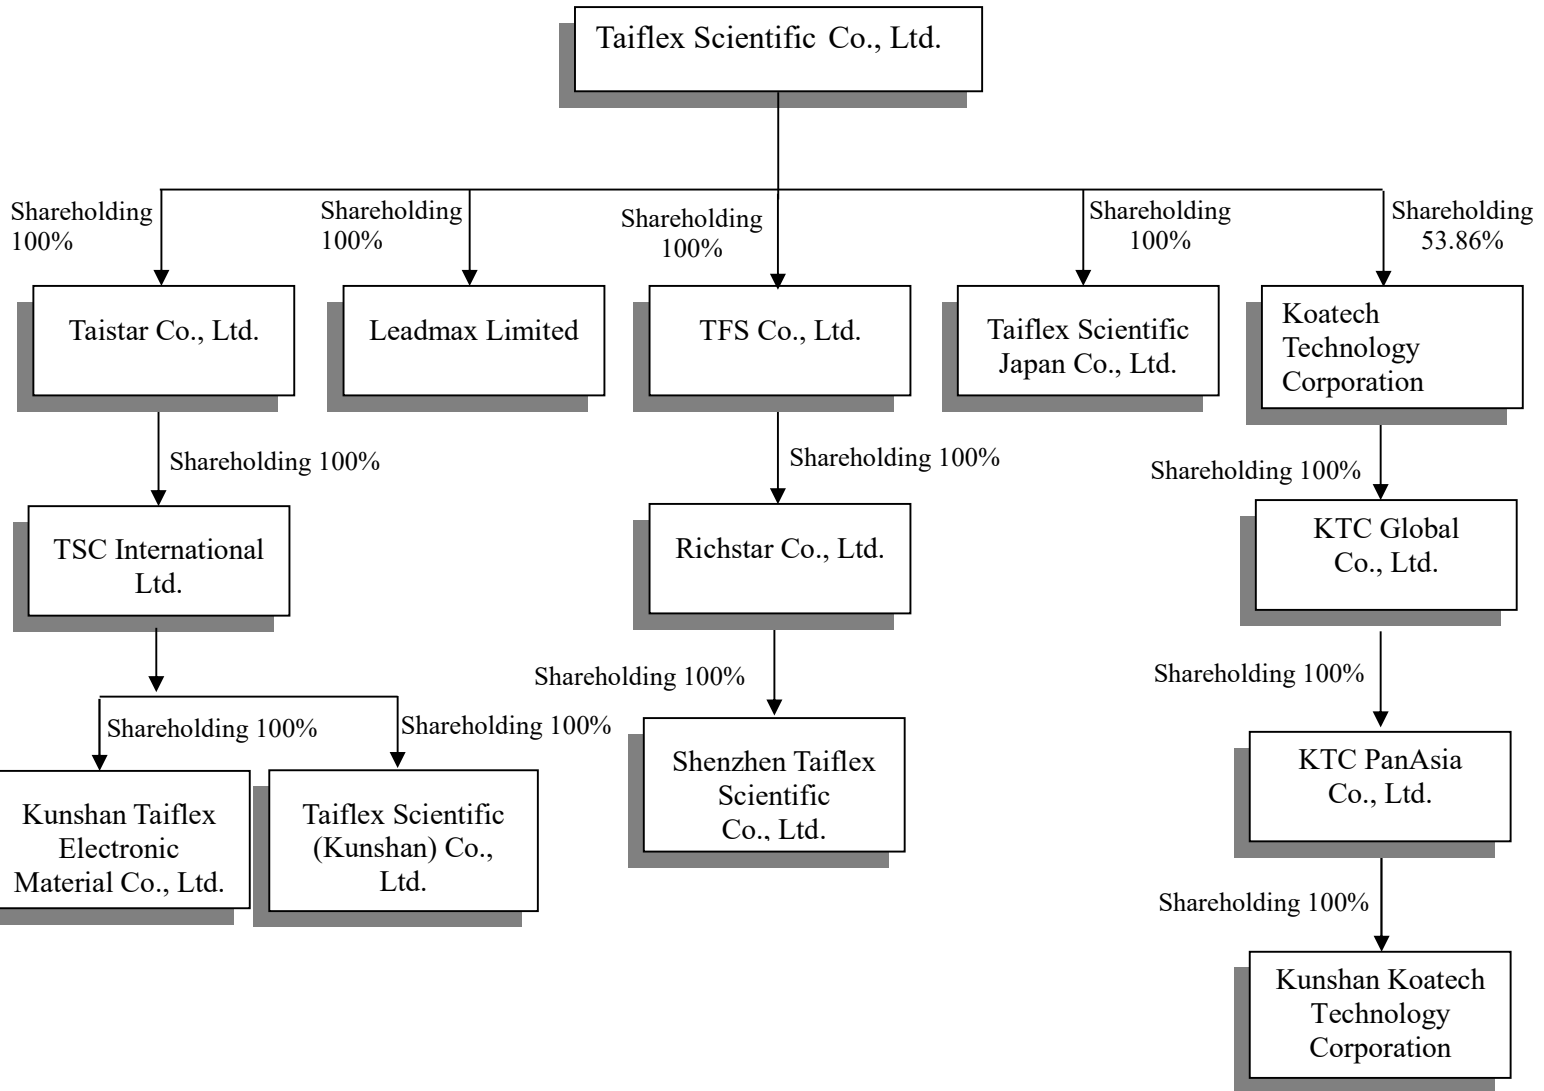 Taiflex Scientific Co., Ltd.
Shareholding
100%
Shareholding
100%
Shareholding
100%
Shareholding
100%
Shareholding
53.86%
Taistar Co., Ltd.
Leadmax Limited
TFS Co., Ltd.
Taiflex Scientific
Japan Co., Ltd.
Koatech
Technology
Corporation
Shareholding 100%
Shareholding 100%
Shareholding 100%
TSC International
Ltd.
Richstar Co., Ltd.
KTC Global
Co., Ltd.
Shareholding 100%
Shareholding 100%
Shareholding 100%
Shareholding 100%
Kunshan Taiflex
Electronic
Material Co., Ltd.
Taiflex Scientific
(Kunshan) Co.,
Ltd.
Shenzhen Taiflex
Scientific
Co., Ltd.
KTC PanAsia
Co., Ltd.
Shareholding 100%
Kunshan Koatech
Technology
Corporation